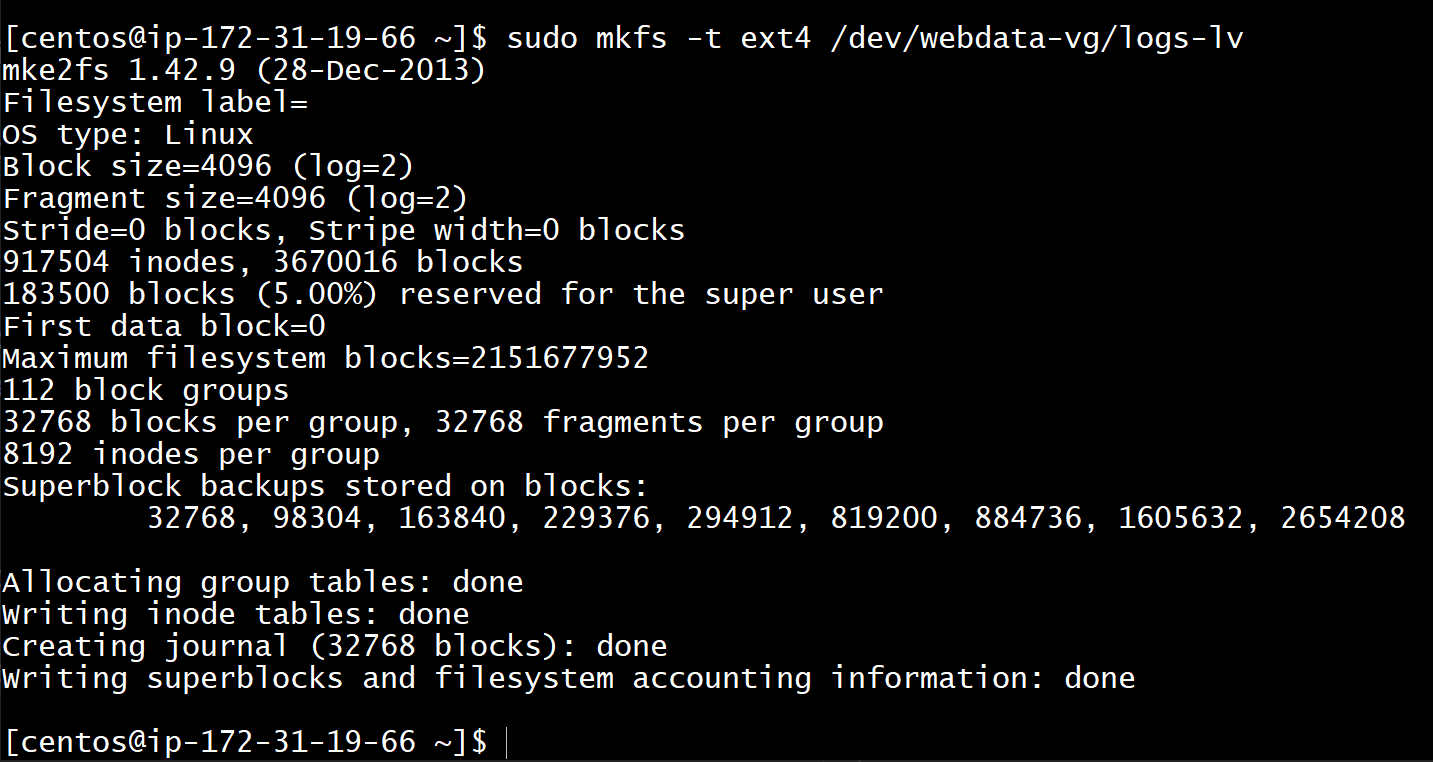 [centos@ip-172-31-19-66 ~]$ sudo mkfs -t ext4 /dev/webdata-vg/logs-lv
mke2fs 1.42.9 (28-Dec-2013)
Filesystem label=
OS type: Linux
Block size=4096 (log=2)
Fragment size=4096 (log=2)
Stride=0 blocks, Stripe width=0 blocks
917504 inodes, 3670016 blocks
183500 blocks (5.00%) reserved for the super user
First data block=0
Maximum filesystem blocks=2151677952
112 block groups
32768 blocks per group, 32768 fragments per group
8192 inodes per group
Superblock backups stored on blocks:
        32768, 98304, 163840, 229376, 294912, 819200, 884736, 1605632, 2654208
Allocating group tables: done
Writing inode tables: done
Creating journal (32768 blocks): done
Writing superblocks and filesystem accounting information: done
[centos@ip-172-31-19-66 ~]$